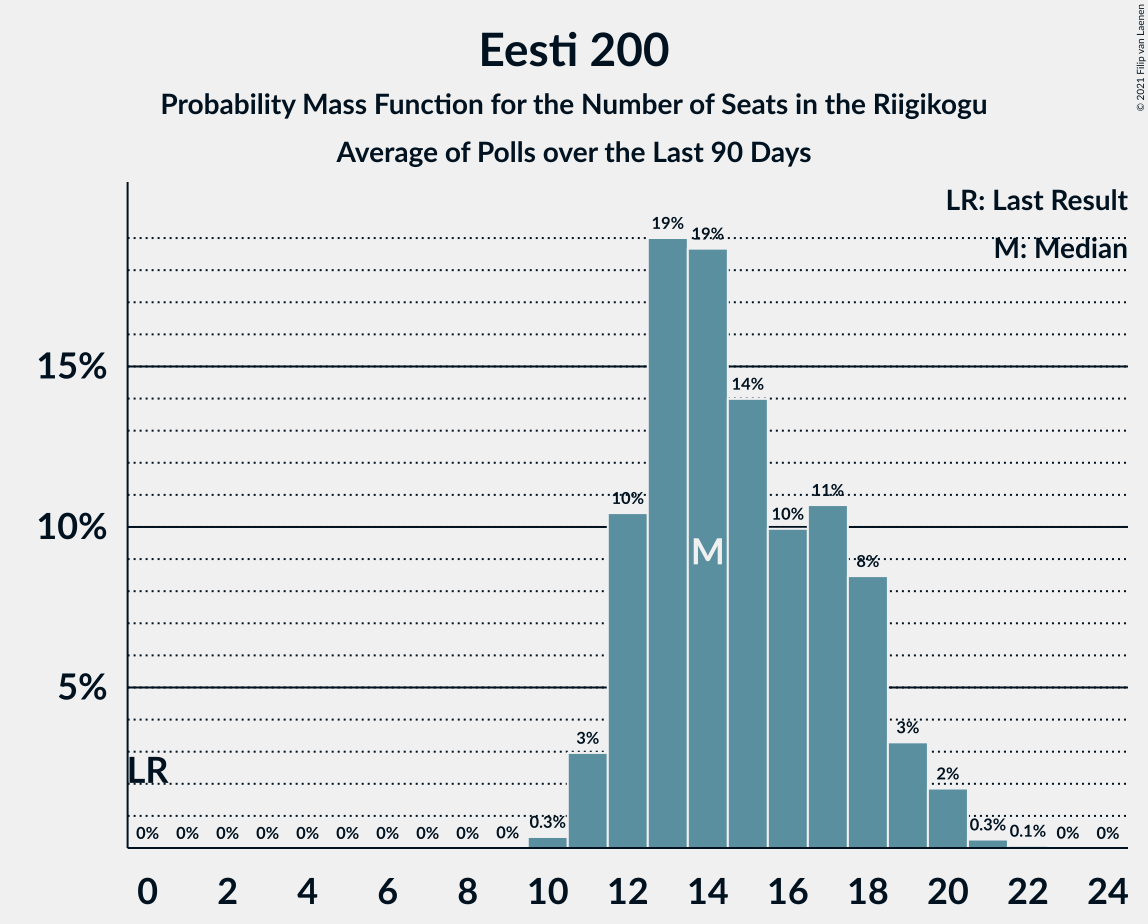 Eesti 200
Probability Mass Function for the Number of Seats in the Riigikogu
Average of Polls over the Last 90 Days
© 2021 Filip van Laenen
LR: Last Result
M: Median
19%
19%
15%
14%
11%
10%
10%
10%
M
8%
5%
3%
3%
LR
2%
0% 0% 0% 0% 0% 0% 0% 0% 0% 0% 0.3% 0.3% 0.1% 0% 0%
0 2 4 6 8 10 12 14 16 18 20 22 24